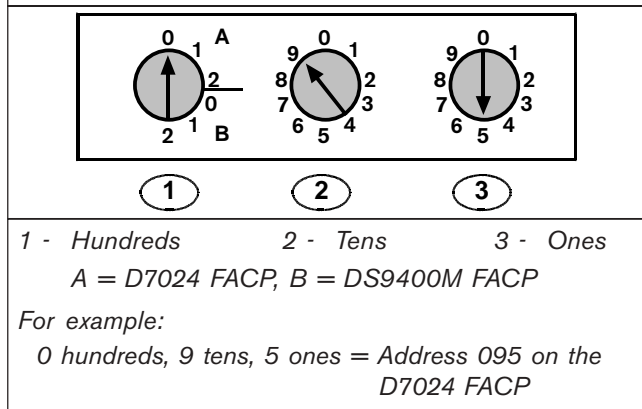 0 1 A 2 0 1 B 2
0 1 2 3 4 5 6 7 8 9
0 1 2 3 4 5 6 7 8 9
1 2 3
1 - Hundreds 2 - Tens 3 - Ones
A = D7024 FACP, B = DS9400M FACP
For example:
0 hundreds, 9 tens, 5 ones = Address 095 on the
D7024 FACP